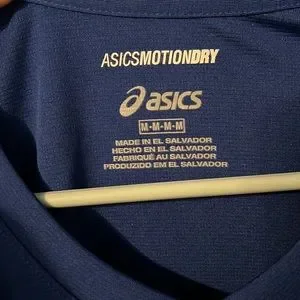 ASICSMOTIONDRY
asics
M-M-M-M
MADE IN EL SALVADOR
HECHO EN EL SALVADOR
FABRIQUÉ AU SALVADOR
PRODUZIDO EM EL SALVADOR